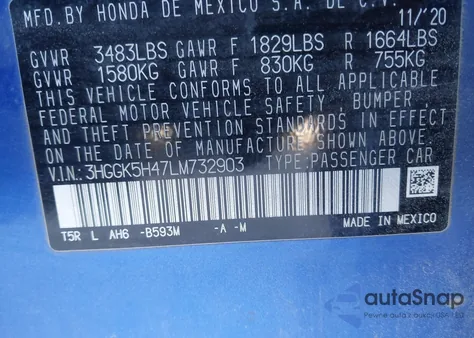 MFD. BY HONDA DE MEXICO S.A. DE C.V.
11/'20
GVWR 3483LBS GAWR F 1829LBS R 1664LBS
GVWR 1580KG GAWR F 830KG R 755KG
THIS VEHICLE CONFORMS TO ALL APPLICABLE
FEDERAL MOTOR VEHICLE SAFETY, BUMPER,
AND THEFT PREVENTION STANDARDS IN EFFECT
ON THE DATE OF MANUFACTURE SHOWN ABOVE.
V.I.N.: 3HGGK5H47LM732903 TYPE: PASSENGER CAR
T5R L AH6 -B593M -A -M MADE IN MEXICO
autoSnap